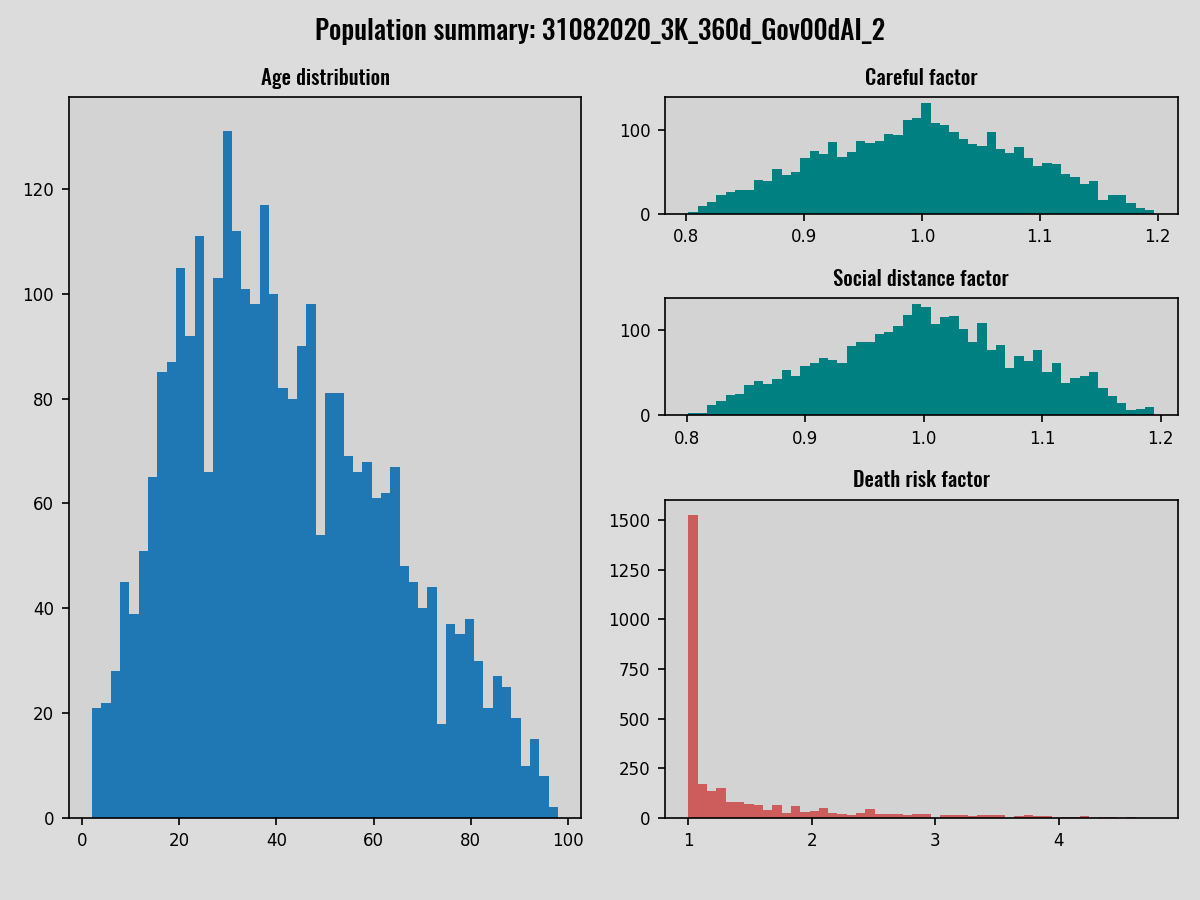 Population summary: 31082020_3K_360d_Gov00dAI_2
Age distribution
120
100
80
60
40
20
0
0 20 40 60 80 100
Careful factor
100
0
0.8 0.9 1.0 1.1 1.2
Social distance factor
100
0
0.8 0.9 1.0 1.1 1.2
Death risk factor
1500
1250
1000
750
500
250
0
1 2 3 4